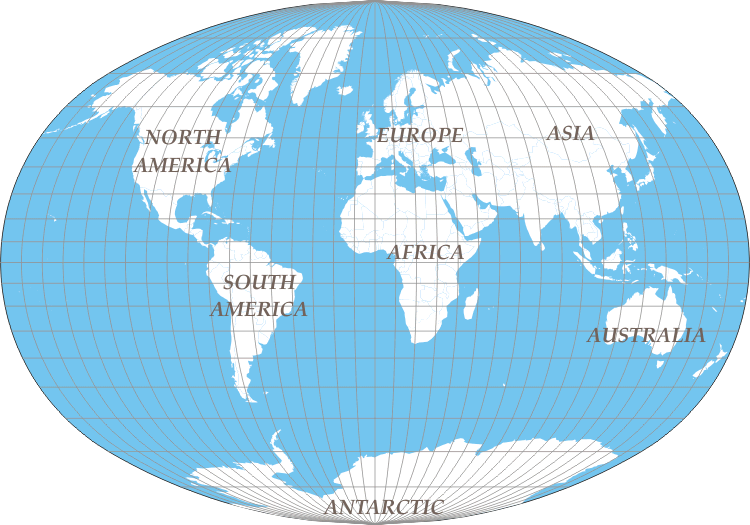 NORTH
AMERICA
EUROPE
ASIA
AFRICA
SOUTH
AMERICA
AUSTRALIA
ANTARCTIC